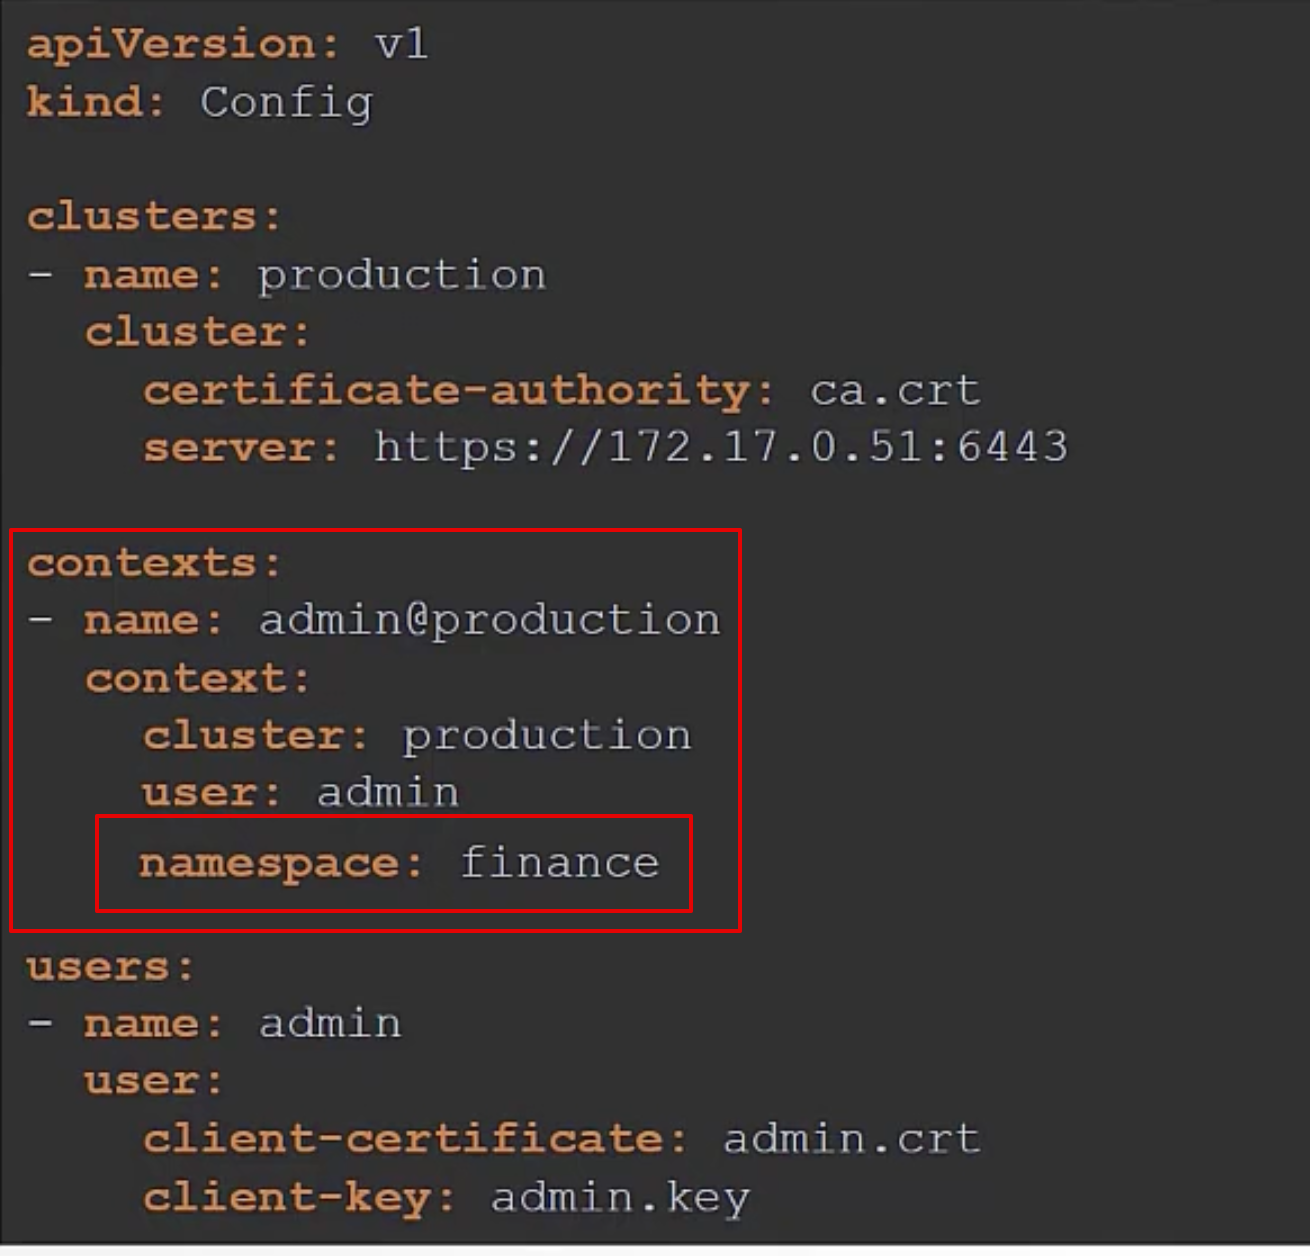 apiVersion: v1
kind: Config
clusters:
- name: production
  cluster:
    certificate-authority: ca.crt
    server: https://172.17.0.51:6443
contexts:
- name: admin@production
  context:
    cluster: production
    user: admin
    namespace: finance
users:
- name: admin
  user:
    client-certificate: admin.crt
    client-key: admin.key